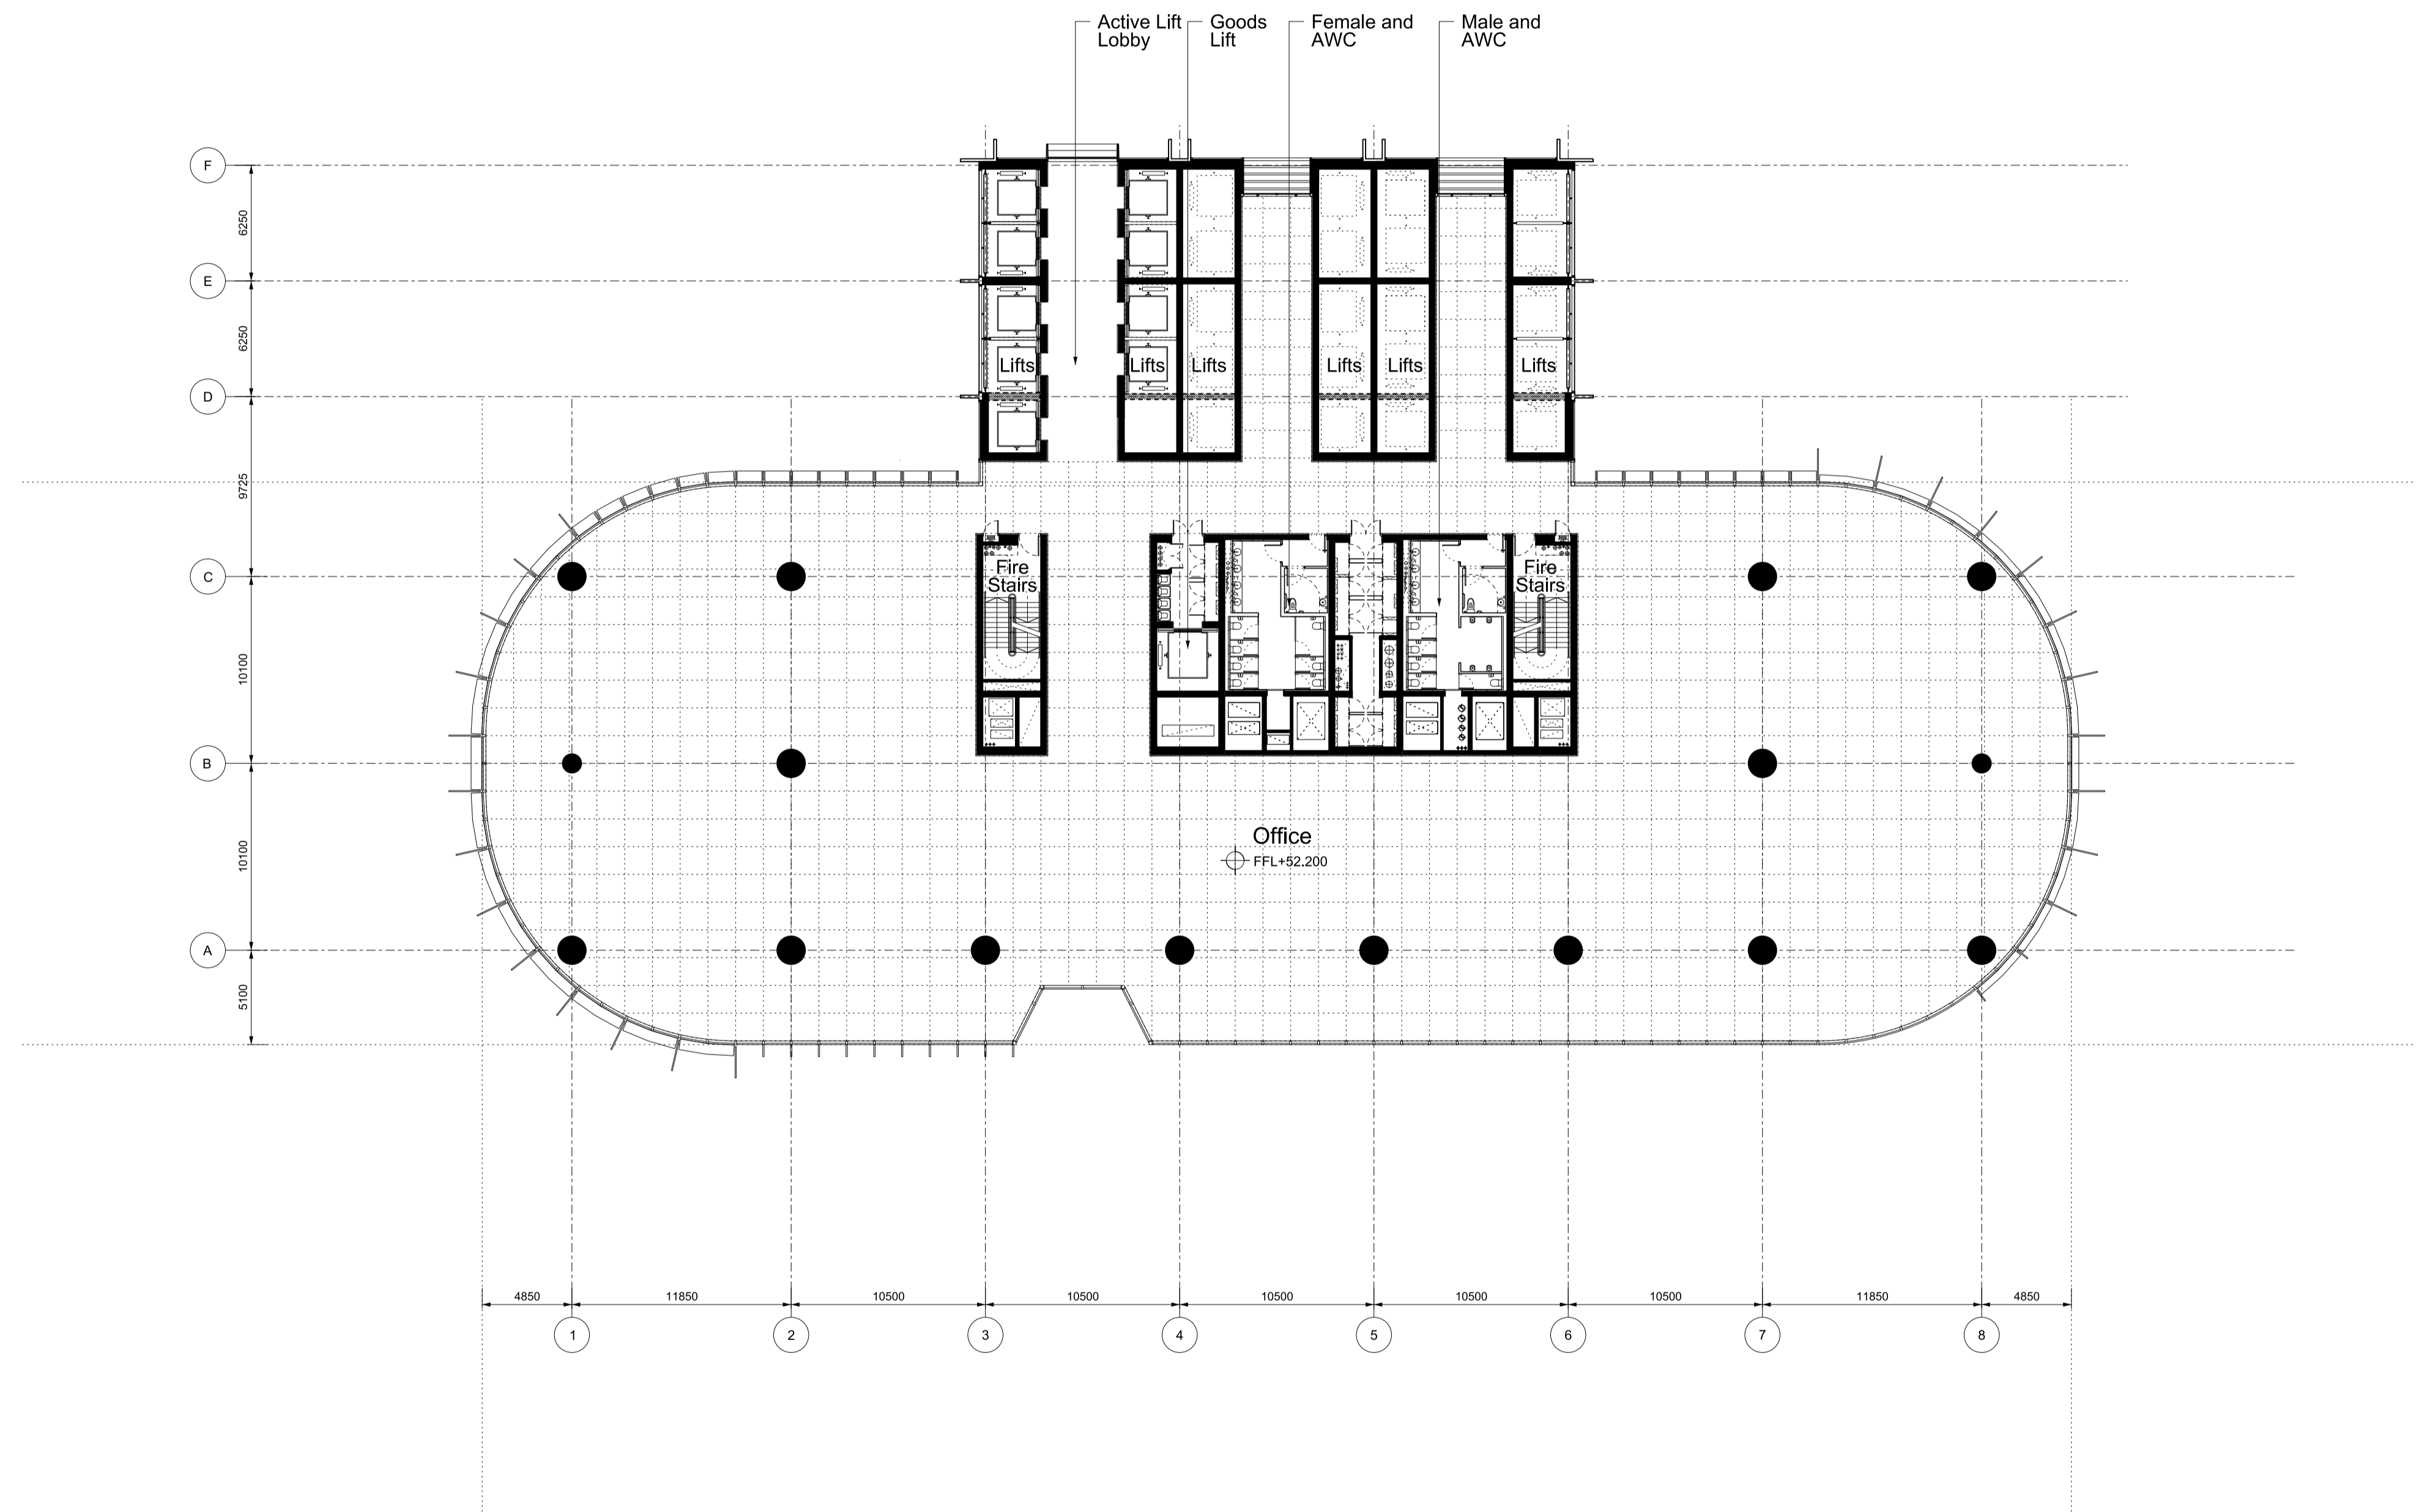 Active Lift
Lobby
Goods
Lift
Female and
AWC
Male and
AWC
F
6250
E
6250
Lifts
Lifts
Lifts
Lifts
Lifts
Lifts
D
9725
Fire
Stairs
Fire
Stairs
C
10100
B
Office
FFL+52.200
10100
A
5100
4850
11850
10500
10500
10500
10500
10500
11850
4850
1
2
3
4
5
6
7
8